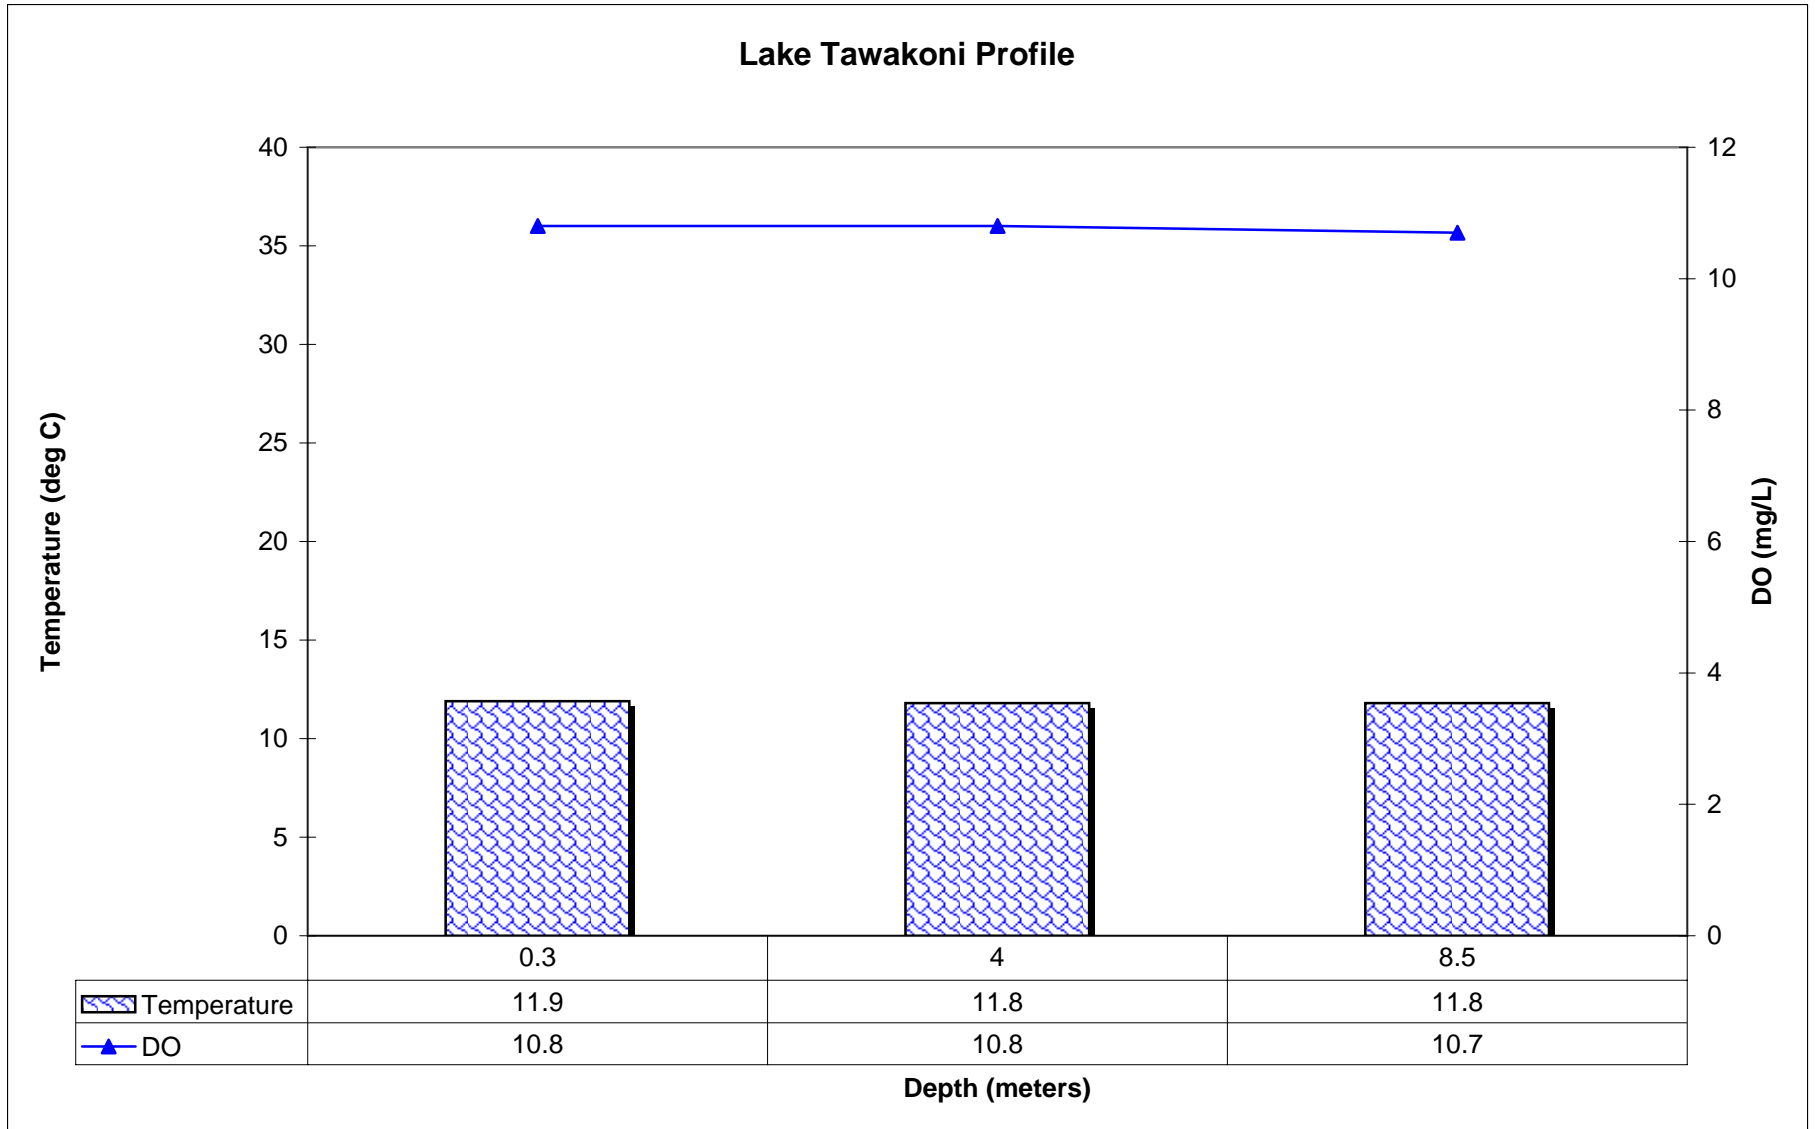 Lake Tawakoni Profile
40
35
30
25
20
15
10
5
0
Temperature (deg C)
12
10
8
6
4
2
0
DO (mg/L)
0.3 4 8.5
Temperature 11.9 11.8 11.8
DO 10.8 10.8 10.7
Depth (meters)